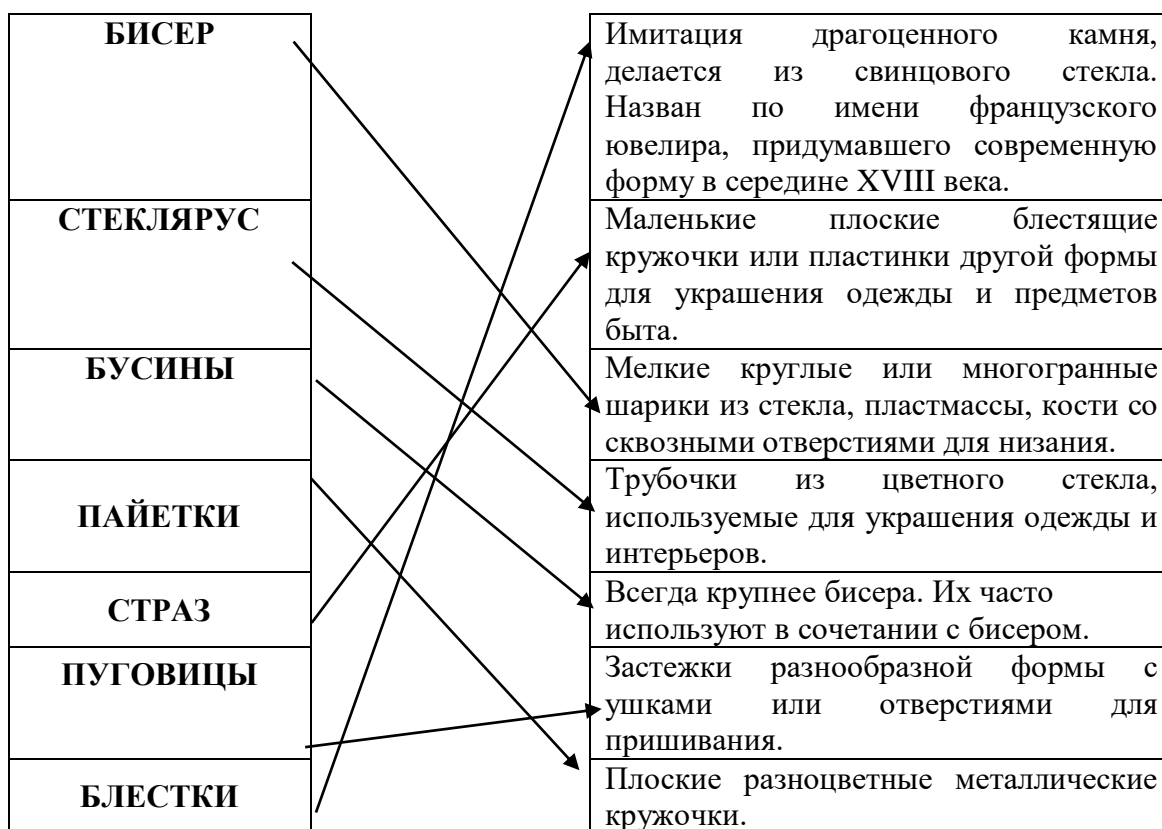 БИСЕР
Имитация драгоценного камня,
делается из свинцового стекла.
Назван по имени французского
ювелира, придумавшего современную
форму в середине XVIII века.
СТЕКЛЯРУС
Маленькие плоские блестящие
кружочки или пластинки другой формы
для украшения одежды и предметов
быта.
БУСИНЫ
Мелкие круглые или многогранные
шарики из стекла, пластмассы, кости со
сквозными отверстиями для низания.
ПАЙЕТКИ
Трубочки из цветного стекла,
используемые для украшения одежды и
интерьеров.
СТРАЗ
Всегда крупнее бисера. Их часто
используют в сочетании с бисером.
ПУГОВИЦЫ
Застежки разнообразной формы с
ушками или отверстиями для
пришивания.
БЛЕСТКИ
Плоские разноцветные металлические
кружочки.